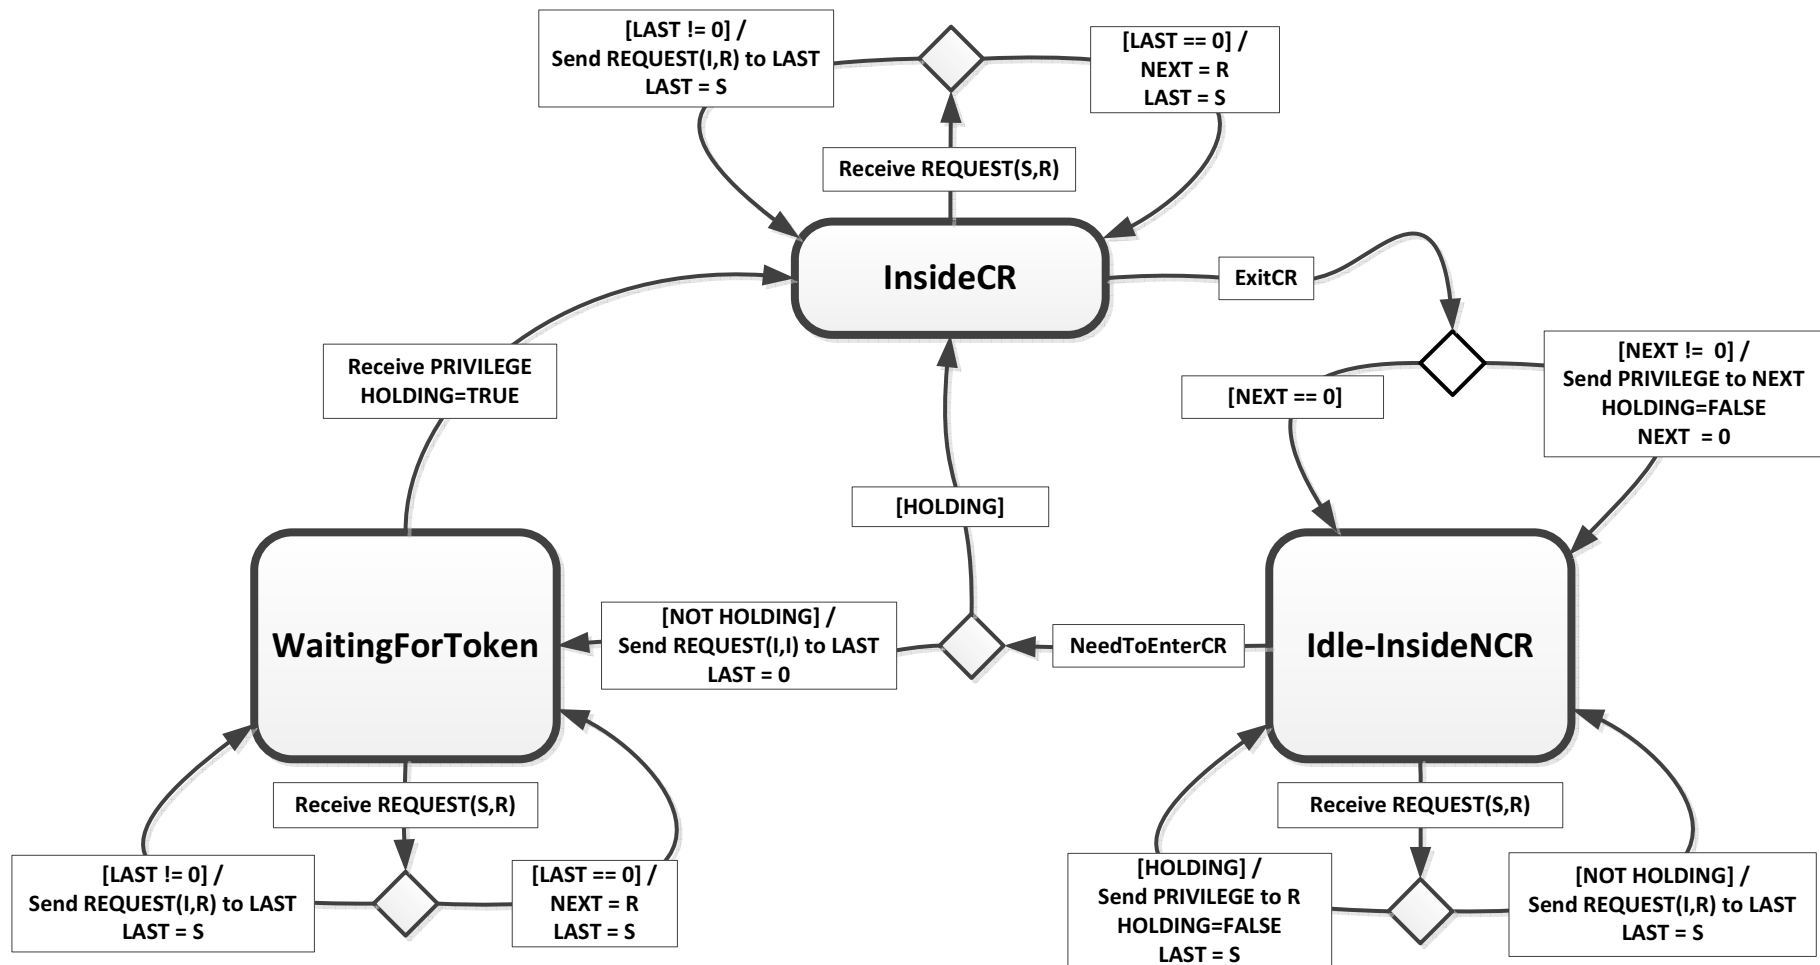 [LAST != 0] /
Send REQUEST(I,R) to LAST
LAST = S
[LAST == 0] /
NEXT = R
LAST = S
Receive REQUEST(S,R)
InsideCR
ExitCR
Receive PRIVILEGE
HOLDING=TRUE
[NEXT == 0]
[NEXT !=  0] /
Send PRIVILEGE to NEXT
HOLDING=FALSE
NEXT  = 0
[HOLDING]
WaitingForToken
[NOT HOLDING] /
Send REQUEST(I,I) to LAST
LAST = 0
NeedToEnterCR
Idle-InsideNCR
Receive REQUEST(S,R)
[LAST != 0] /
Send REQUEST(I,R) to LAST
LAST = S
[LAST == 0] /
NEXT = R
LAST = S
Receive REQUEST(S,R)
[HOLDING] /
Send PRIVILEGE to R
HOLDING=FALSE
LAST = S
[NOT HOLDING] /
Send REQUEST(I,R) to LAST
LAST = S